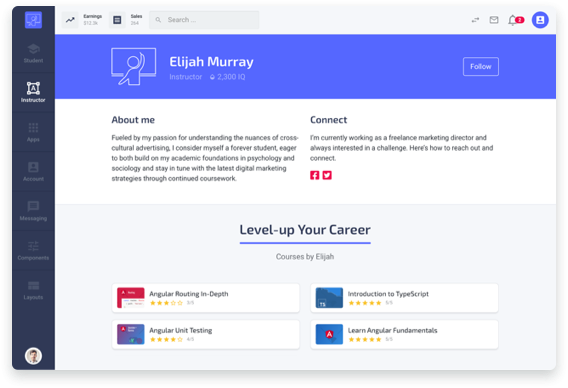 Earnings
$12.3k
Sales
264
Search ...
2
Student
Instructor
Apps
Account
Messaging
Components
Layouts
Elijah Murray
Instructor 2,300 IQ
Follow
About me
Fueled by my passion for understanding the nuances of cross-
cultural advertising, I consider myself a forever student, eager
to both build on my academic foundations in psychology and
sociology and stay in tune with the latest digital marketing
strategies through continued coursework.
Connect
I'm currently working as a freelance marketing director and
always interested in a challenge. Here's how to reach out and
connect.
Level-up Your Career
Courses by Elijah
Angular Routing In-Depth
3/5
Introduction to TypeScript
5/5
TS
Angular Unit Testing
4/5
Learn Angular Fundamentals
5/5